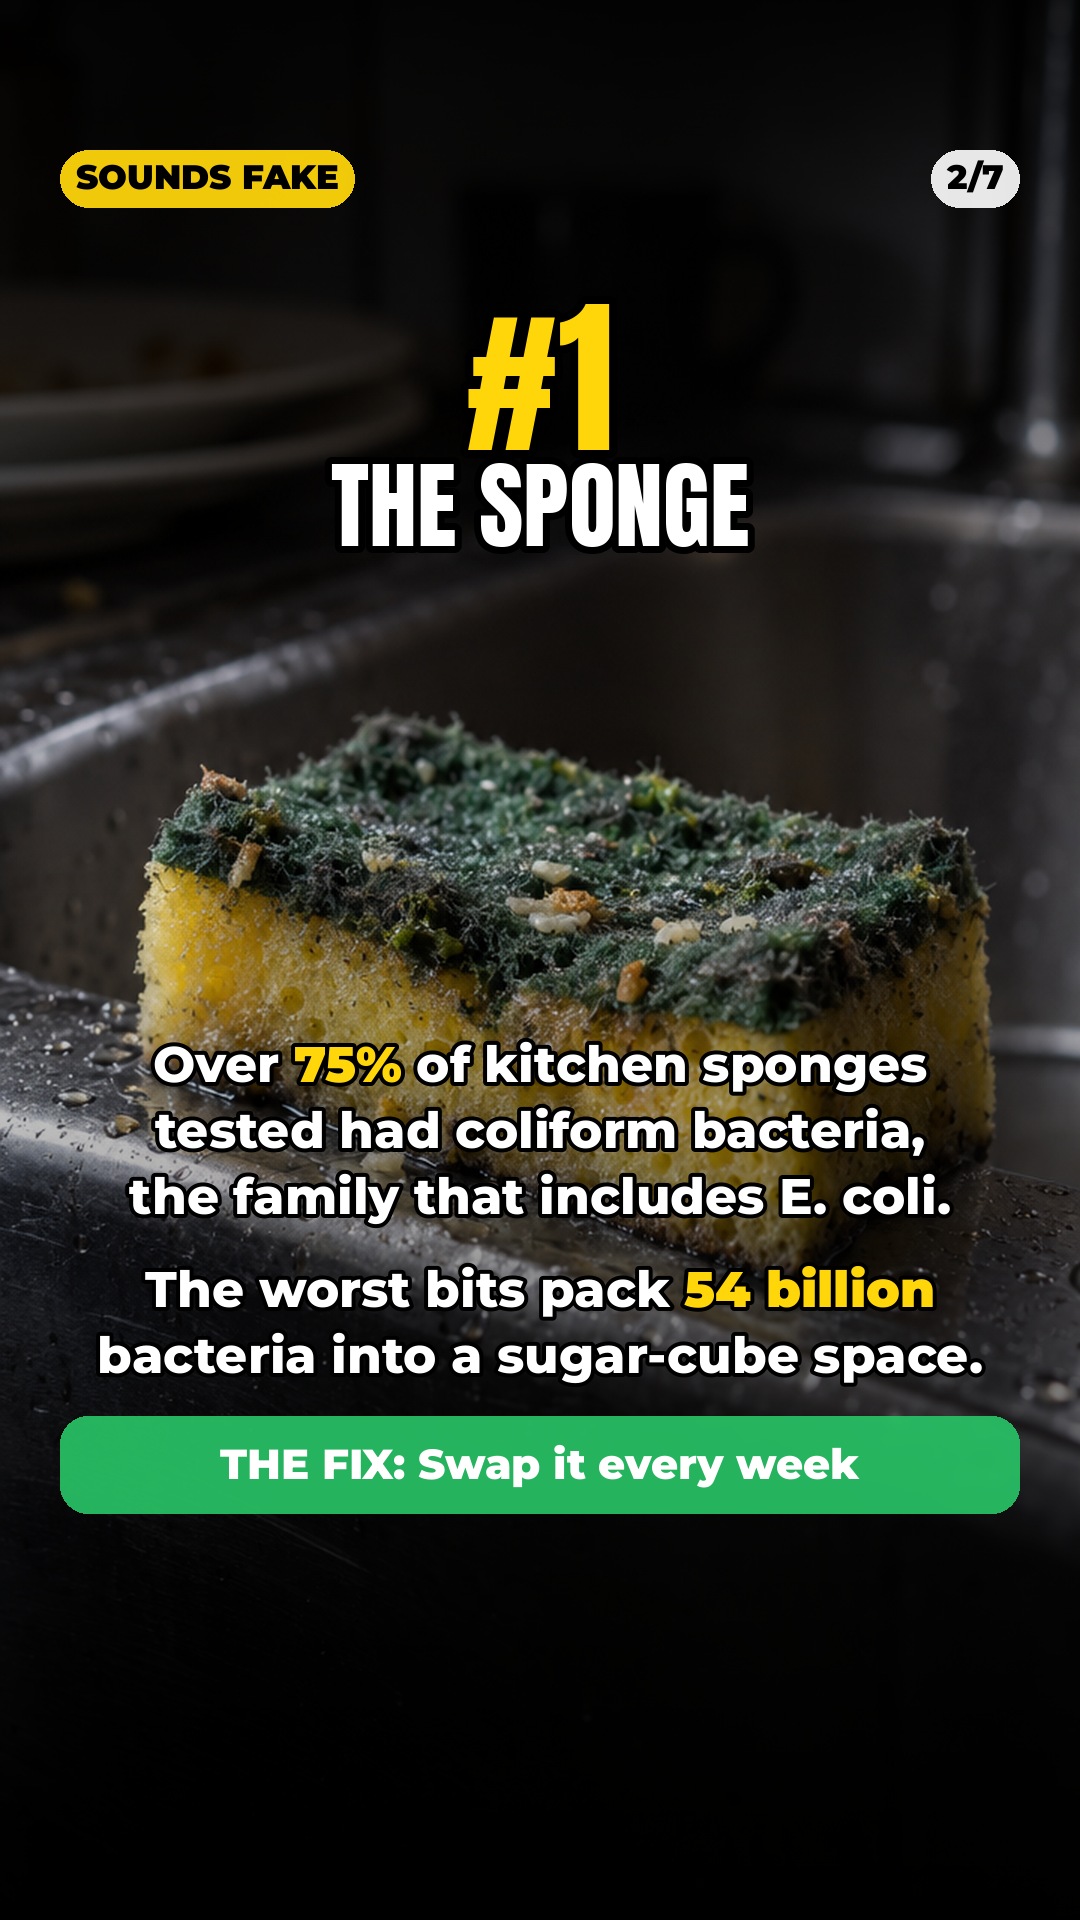 SOUNDS FAKE
2/7
#1
THE SPONGE
Over 75% of kitchen sponges
tested had coliform bacteria,
the family that includes E. coli.
The worst bits pack 54 billion
bacteria into a sugar-cube space.
THE FIX: Swap it every week